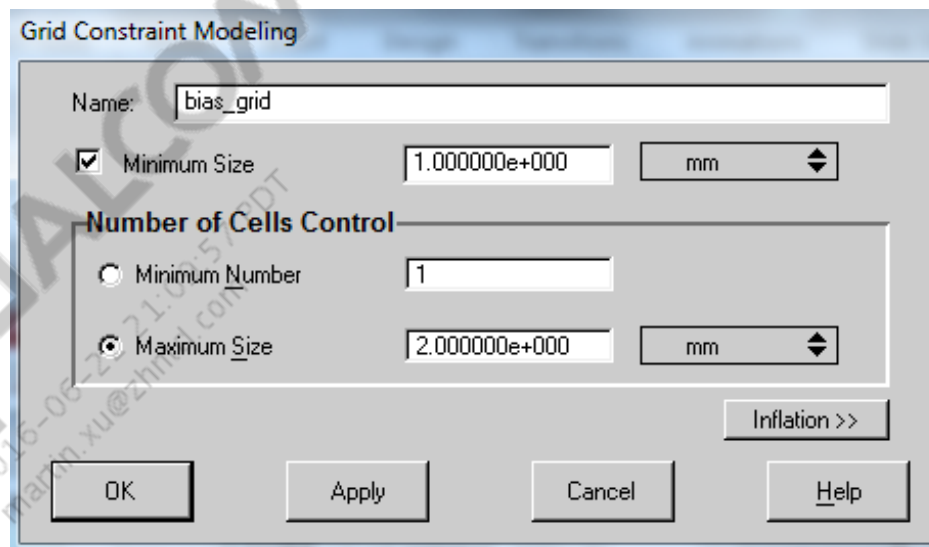 Grid Constraint Modeling
Name: bias_grid
Minimum Size 1.000000e+000 mm
Number of Cells Control
Minimum Number 1
Maximum Size 2.000000e+000 mm
Inflation >>
OK Apply Cancel Help